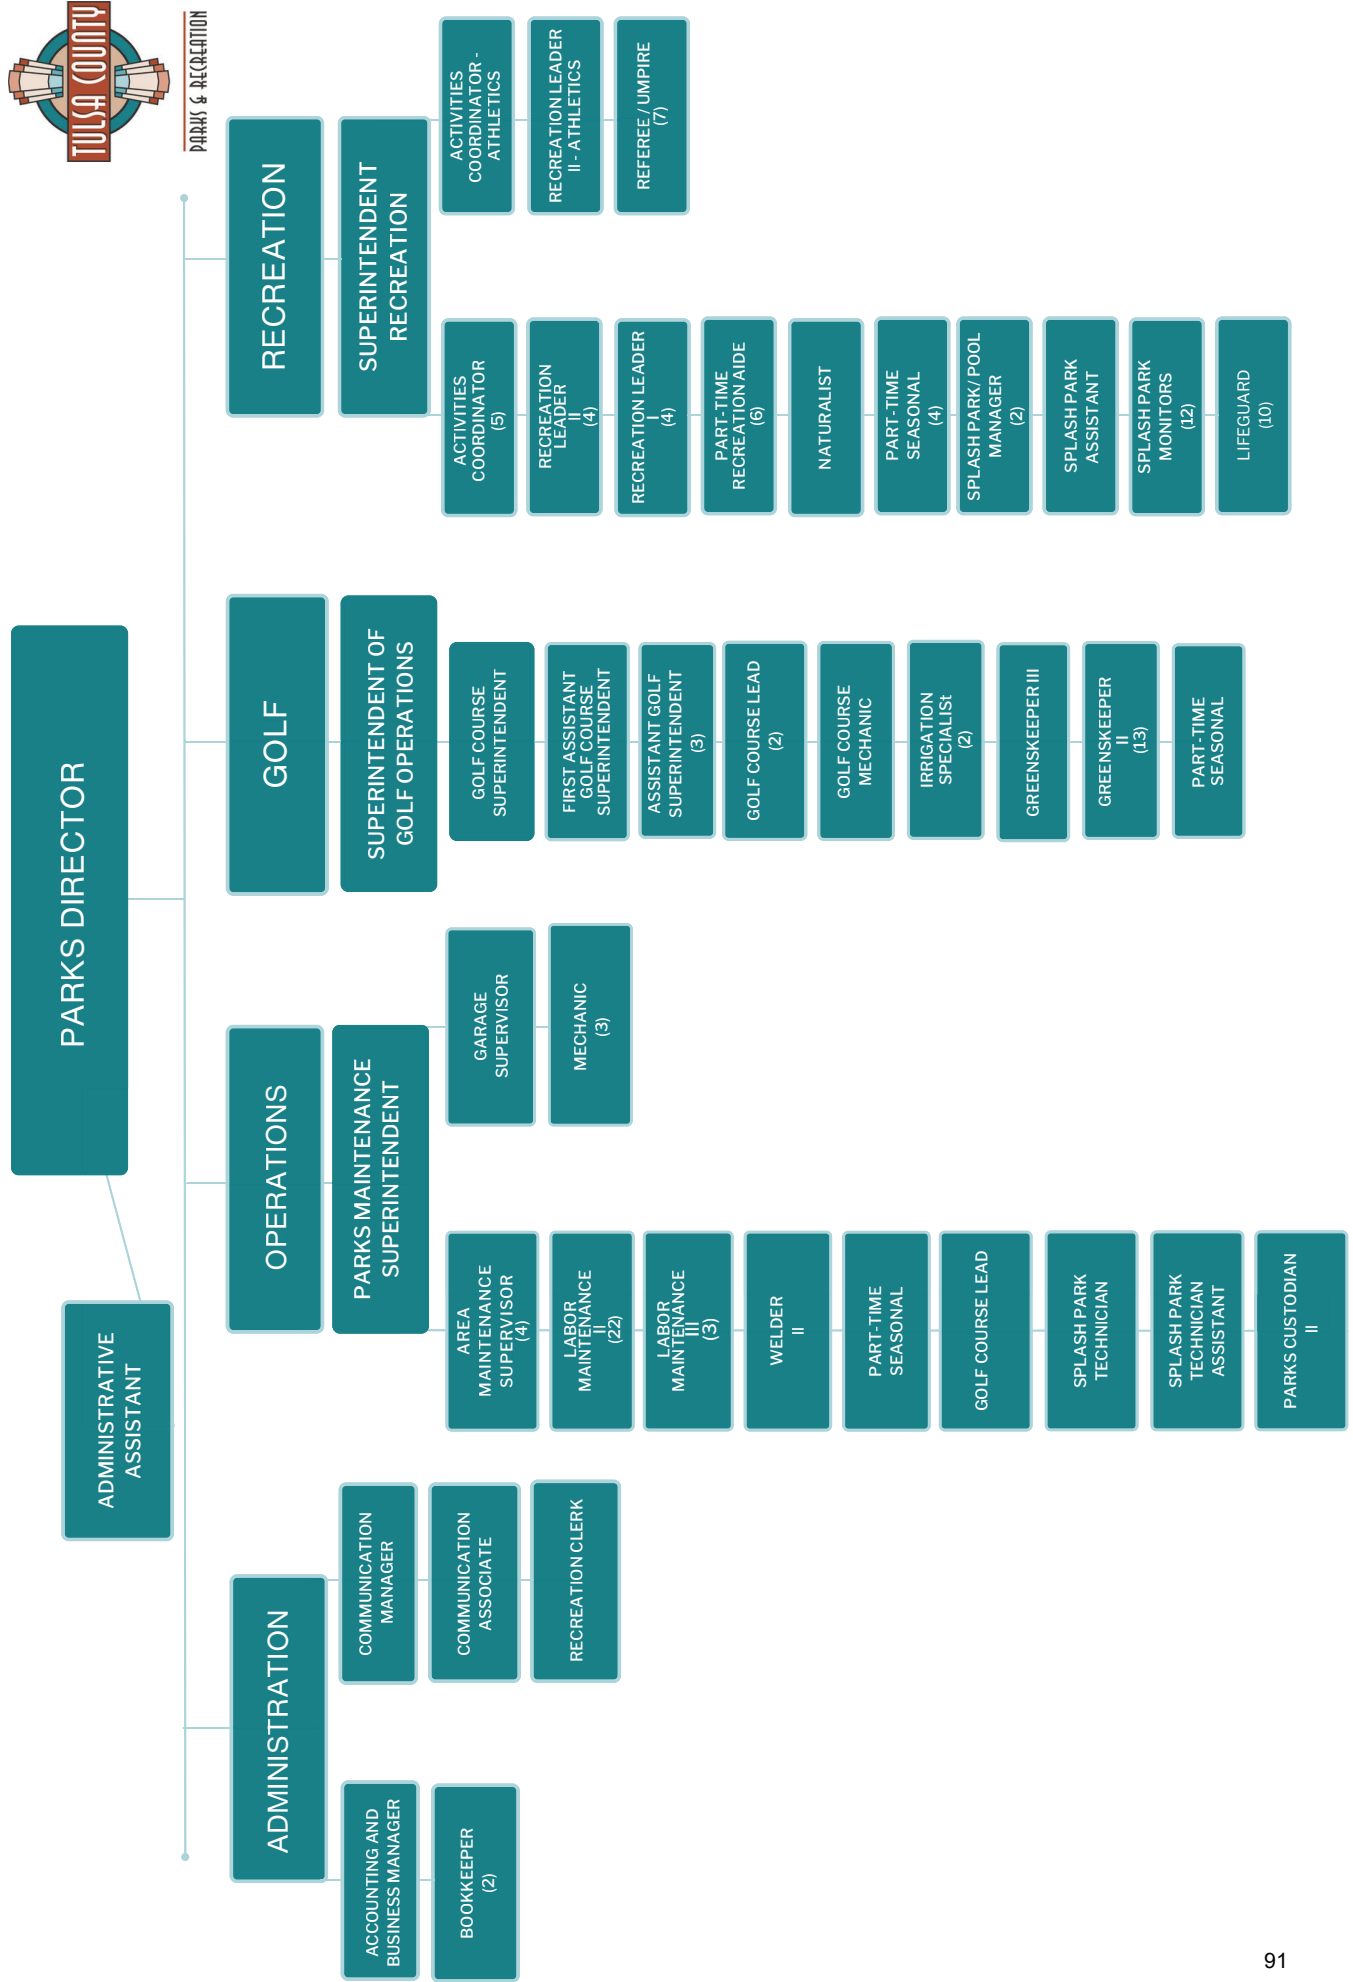 TULSA COUNTY
PARKS & RECREATION
PARKS DIRECTOR
ADMINISTRATIVE
ASSISTANT
ADMINISTRATION
ACCOUNTING AND
BUSINESS MANAGER
BOOKKEEPER
(2)
COMMUNICATION
MANAGER
COMMUNICATION
ASSOCIATE
RECREATION CLERK
OPERATIONS
PARKS MAINTENANCE
SUPERINTENDENT
AREA
MAINTENANCE
SUPERVISOR
(4)
LABOR
MAINTENANCE
II
(22)
LABOR
MAINTENANCE
III
(3)
WELDER
II
PART-TIME
SEASONAL
GOLF COURSE LEAD
SPLASH PARK
TECHNICIAN
SPLASH PARK
TECHNICIAN
ASSISTANT
PARKS CUSTODIAN
II
GARAGE
SUPERVISOR
MECHANIC
(3)
GOLF
SUPERINTENDENT OF
GOLF OPERATIONS
GOLF COURSE
SUPERINTENDENT
FIRST ASSISTANT
GOLF COURSE
SUPERINTENDENT
ASSISTANT GOLF
SUPERINTENDENT
(3)
GOLF COURSE LEAD
(2)
GOLF COURSE
MECHANIC
IRRIGATION
SPECIALISt
(2)
GREENSKEEPER III
GREENSKEEPER
II
(13)
PART-TIME
SEASONAL
RECREATION
SUPERINTENDENT
RECREATION
ACTIVITIES
COORDINATOR
(5)
RECREATION
LEADER
II
(4)
RECREATION LEADER
I
(4)
PART-TIME
RECREATION AIDE
(6)
NATURALIST
PART-TIME
SEASONAL
(4)
SPLASH PARK/ POOL
MANAGER
(2)
SPLASH PARK
ASSISTANT
SPLASH PARK
MONITORS
(12)
LIFEGUARD
(10)
ACTIVITIES
COORDINATOR -
ATHLETICS
RECREATION LEADER
II - ATHLETICS
REFEREE / UMPIRE
(7)
91